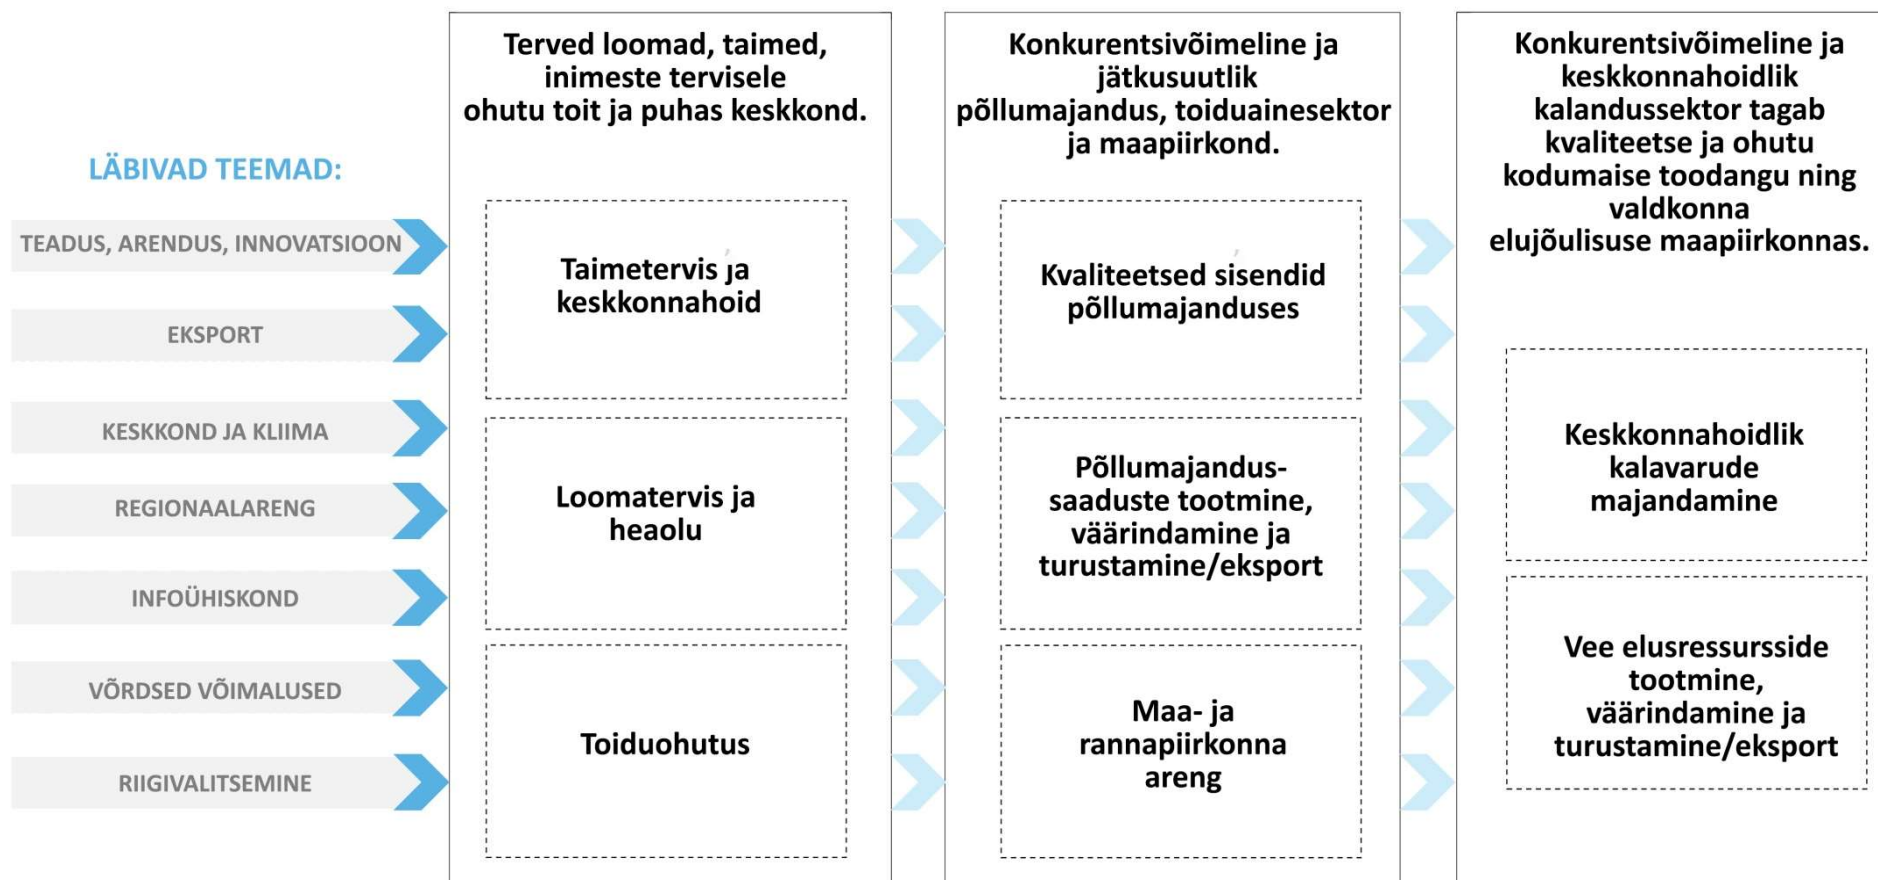 LÄBIVAD TEEMAD:
TEADUS, ARENDUS, INNOVATSIOON
EKSPORT
KESKKOND JA KLIIMA
REGIONAALARENG
INFOÜHISKOND
VÕRDSED VÕIMALUSED
RIIGIVALITSEMINE
Terved loomad, taimed,
inimeste tervisele
ohutu toit ja puhas keskkond.
Taimetervis ja
keskkonnahoid
Loomatervis ja
heaolu
Toiduohutus
Konkurentsivõimeline ja
jätkusuutlik
põllumajandus, toiduainesektor
ja maapiirkond.
Kvaliteetsed sisendid
põllumajanduses
Põllumajandus-
saaduste tootmine,
väärindamine ja
turustamine/eksport
Maa- ja
rannapiirkonna
areng
Konkurentsivõimeline ja
keskkonnahoidlik
kalandussektor tagab
kvaliteetse ja ohutu
kodumaise toodangu ning
valdkonna
elujõulisuse maapiirkonnas.
Keskkonnahoidlik
kalavarude
majandamine
Vee elusressursside
tootmine,
väärindamine ja
turustamine/eksport